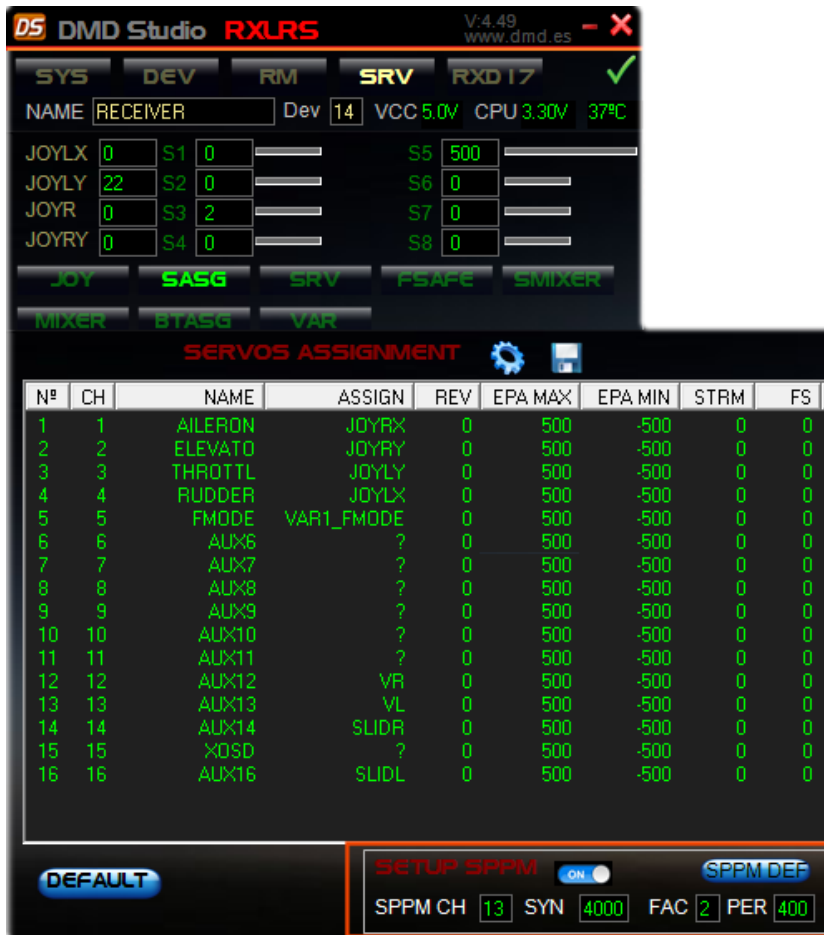 DS DMD Studio RXLRS V:4.49 www.dmd.es
SYS DEV RM SRV RXD17
NAME RECEIVER Dev 14 VCC 5.0V CPU 3.30V 37ºC
JOYLX 0 S1 0 S5 500
JOYLY 22 S2 0 S6 0
JOYR 0 S3 2 S7 0
JOYRY 0 S4 0 S8 0
JOY SASG SRV FSAFE SMIXER
MIXER BTASG VAR
SERVOS ASSIGNMENT
Nº CH NAME ASSIGN REV EPA MAX EPA MIN STRM FS
1 1 AILERON JOYRX 0 500 -500 0 0
2 2 ELEVATO JOYRY 0 500 -500 0 0
3 3 THROTTL JOYLY 0 500 -500 0 0
4 4 RUDDER JOYLX 0 500 -500 0 0
5 5 FMODE VAR1_FMODE 0 500 -500 0 0
6 6 AUX6 ? 0 500 -500 0 0
7 7 AUX7 ? 0 500 -500 0 0
8 8 AUX8 ? 0 500 -500 0 0
9 9 AUX9 ? 0 500 -500 0 0
10 10 AUX10 ? 0 500 -500 0 0
11 11 AUX11 ? 0 500 -500 0 0
12 12 AUX12 VR 0 500 -500 0 0
13 13 AUX13 VL 0 500 -500 0 0
14 14 AUX14 SLIDR 0 500 -500 0 0
15 15 XOSD ? 0 500 -500 0 0
16 16 AUX16 SLIDL 0 500 -500 0 0
DEFAULT
SETUP SPPM ON SPPM DEF
SPPM CH 13 SYN 4000 FAC 2 PER 400